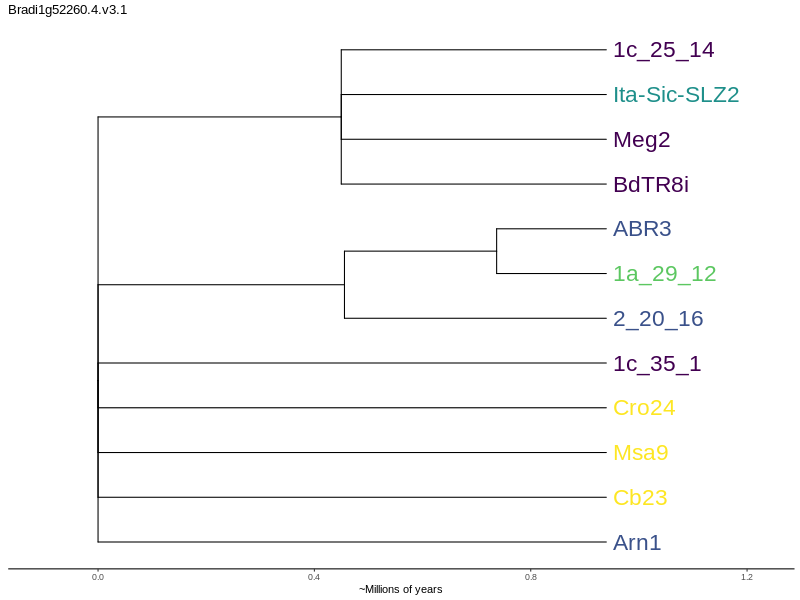 Bradi1g52260.4.v3.1
1c_25_14
Ita-Sic-SLZ2
Meg2
BdTR8i
ABR3
1a_29_12
2_20_16
1c_35_1
Cro24
Msa9
Cb23
Arn1
0.0 0.4 0.8 1.2
~Millions of years